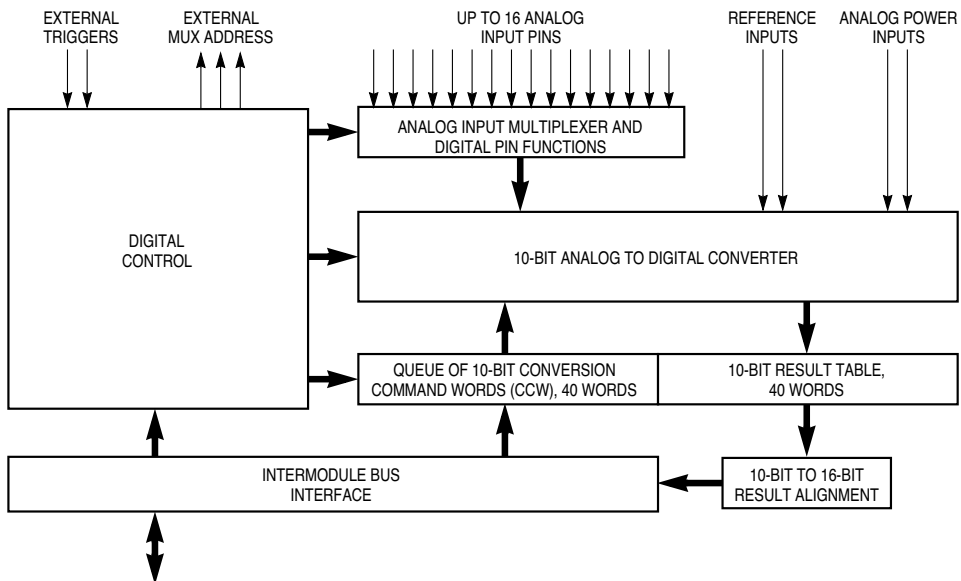 EXTERNAL
TRIGGERS
EXTERNAL
MUX ADDRESS
UP TO 16 ANALOG
INPUT PINS
REFERENCE
INPUTS
ANALOG POWER
INPUTS
ANALOG INPUT MULTIPLEXER AND
DIGITAL PIN FUNCTIONS
DIGITAL
CONTROL
10-BIT ANALOG TO DIGITAL CONVERTER
QUEUE OF 10-BIT CONVERSION
COMMAND WORDS (CCW), 40 WORDS
10-BIT RESULT TABLE,
40 WORDS
INTERMODULE BUS
INTERFACE
10-BIT TO 16-BIT
RESULT ALIGNMENT